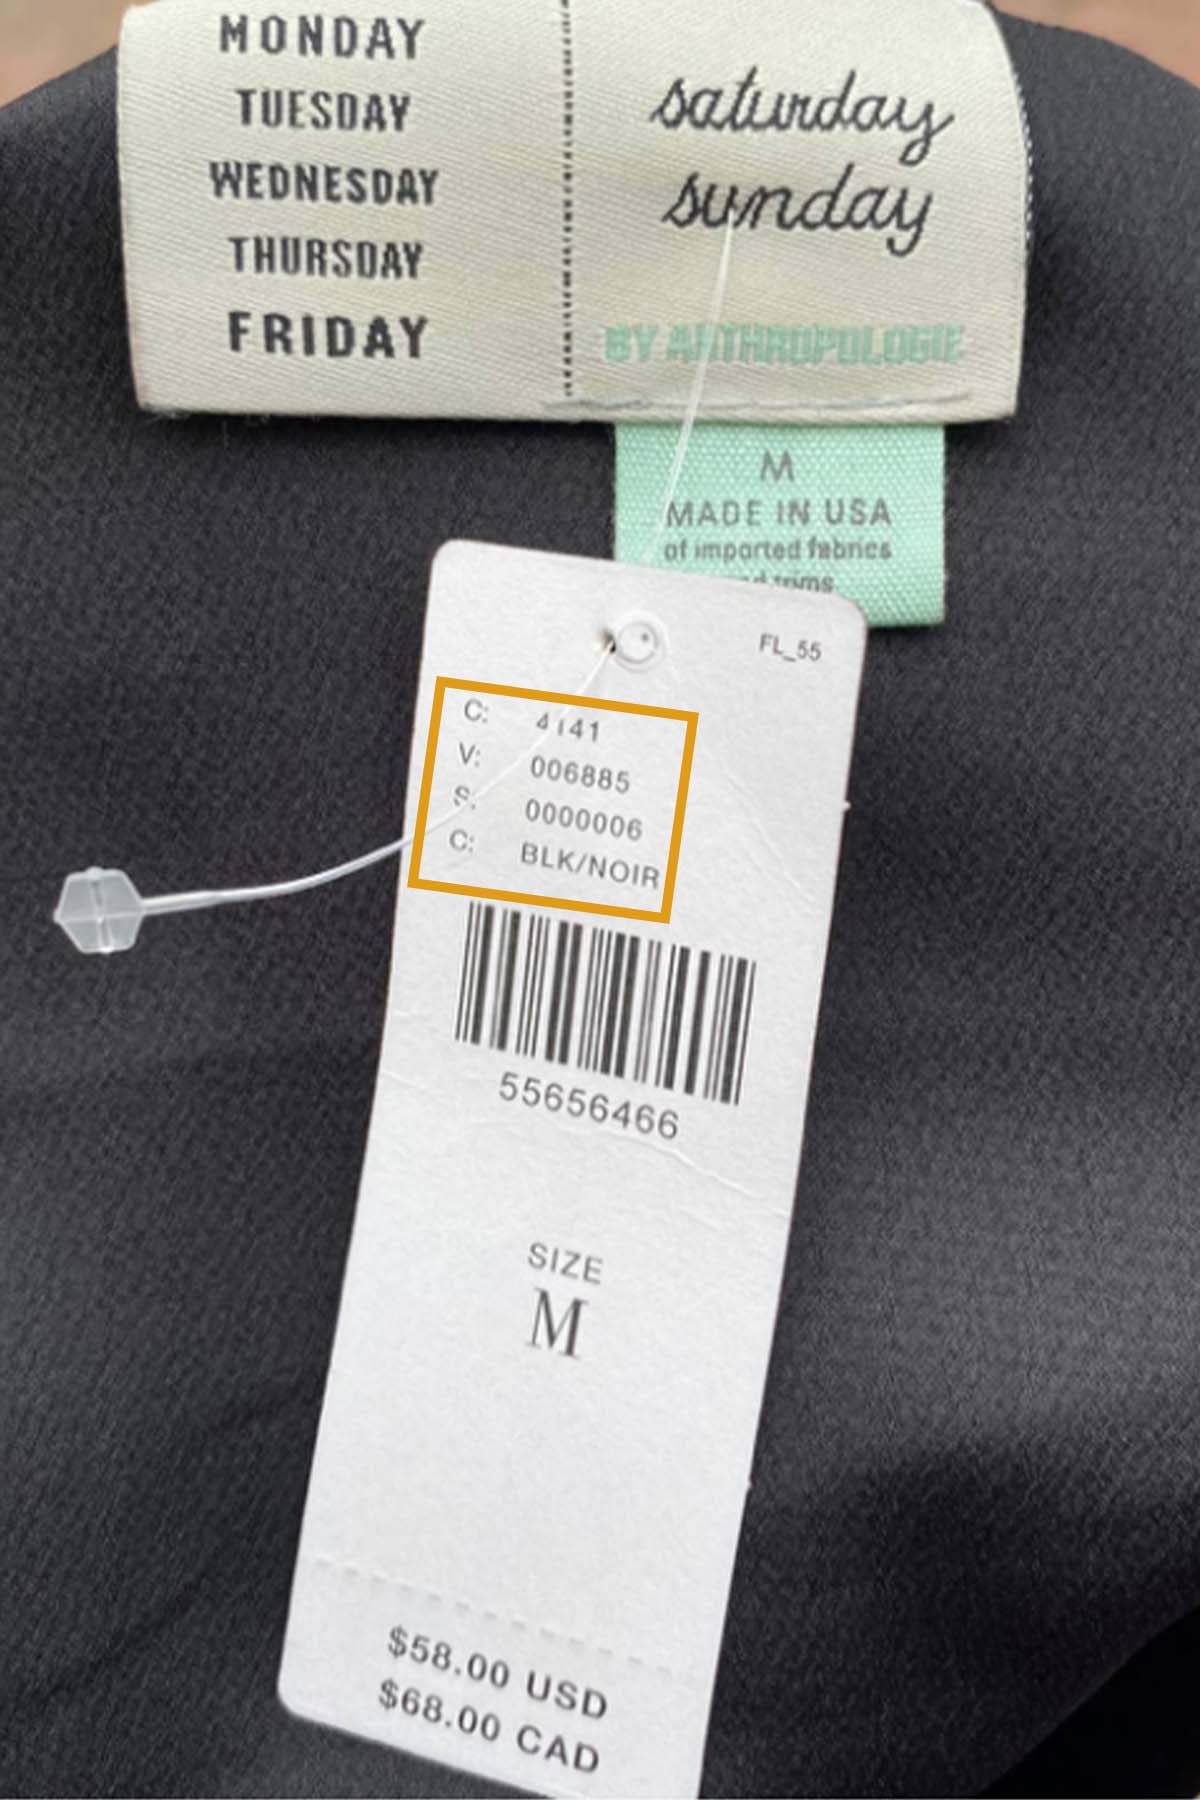 MONDAY
TUESDAY
WEDNESDAY
THURSDAY
FRIDAY
saturday
sunday
BY ANTHROPOLOGIE
M
MADE IN USA
of imported fabrics
trims
FL_55
C: 4141
V: 006885
S: 0000006
C: BLK/NOIR
55656466
SIZE
M
$58.00 USD
$68.00 CAD